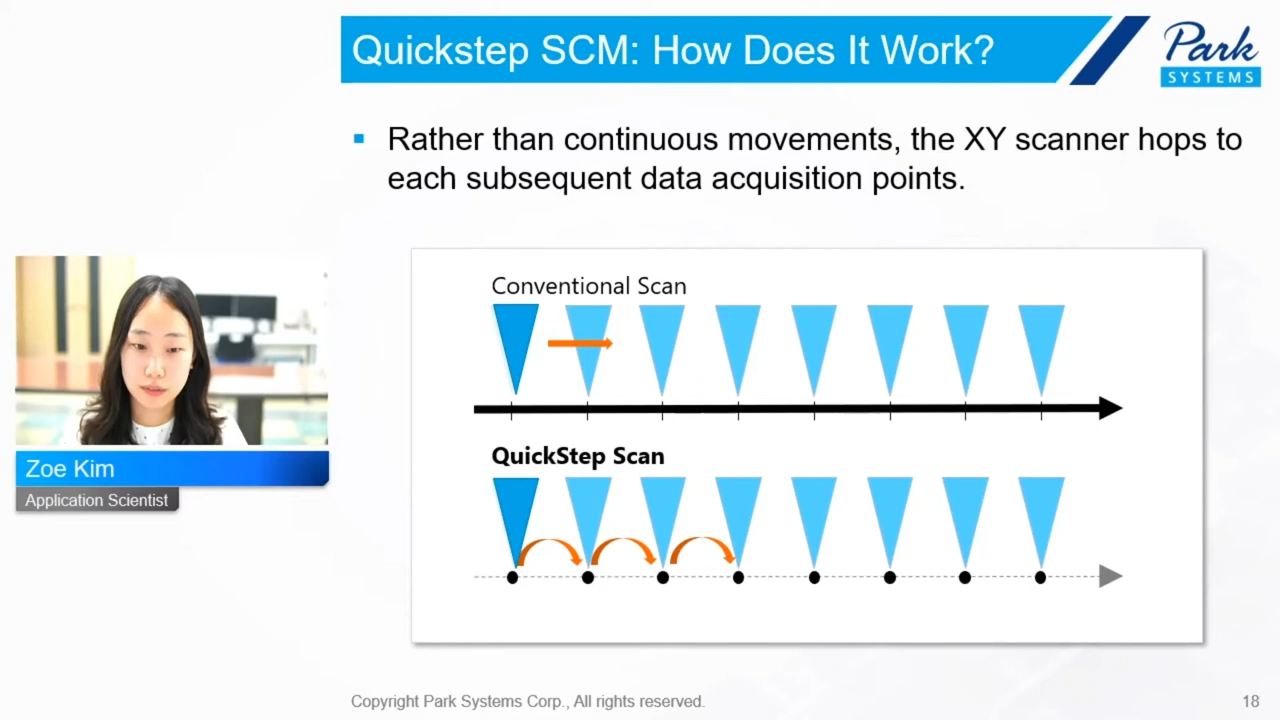 Quickstep SCM: How Does It Work?
Park
SYSTEMS
▪ Rather than continuous movements, the XY scanner hops to
each subsequent data acquisition points.
Conventional Scan
QuickStep Scan
Zoe Kim
Application Scientist
Copyright Park Systems Corp., All rights reserved.
18